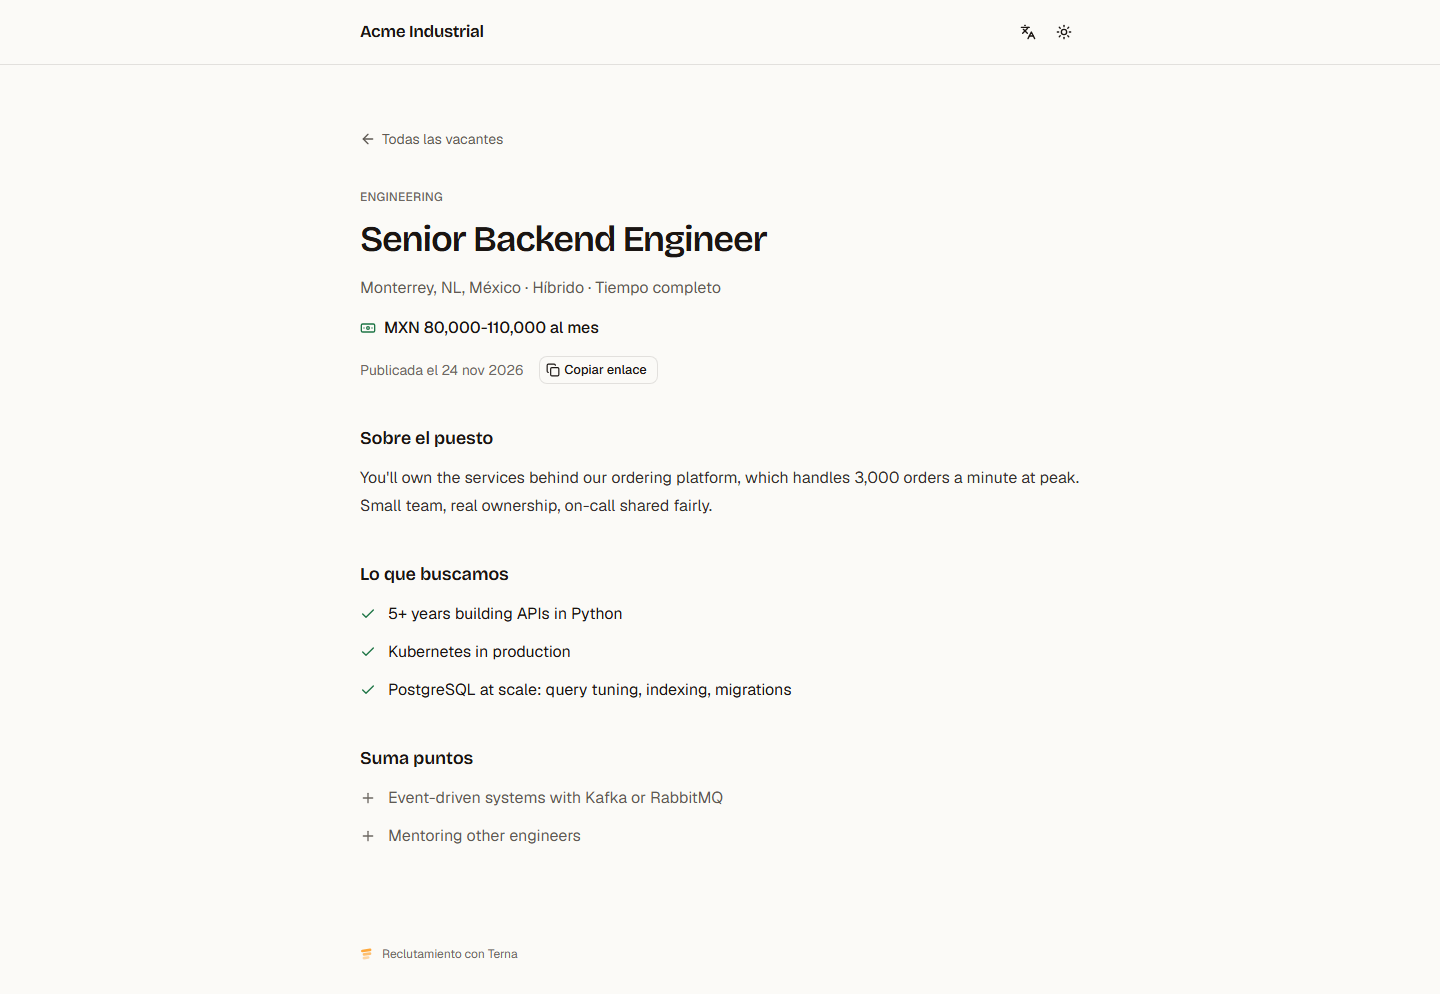 Acme Industrial
Todas las vacantes
ENGINEERING
Senior Backend Engineer
Monterrey, NL, México · Híbrido · Tiempo completo
MXN 80,000-110,000 al mes
Publicada el 24 nov 2026
Copiar enlace
Sobre el puesto
You'll own the services behind our ordering platform, which handles 3,000 orders a minute at peak.
Small team, real ownership, on-call shared fairly.
Lo que buscamos
5+ years building APIs in Python
Kubernetes in production
PostgreSQL at scale: query tuning, indexing, migrations
Suma puntos
Event-driven systems with Kafka or RabbitMQ
Mentoring other engineers
Reclutamiento con Terna